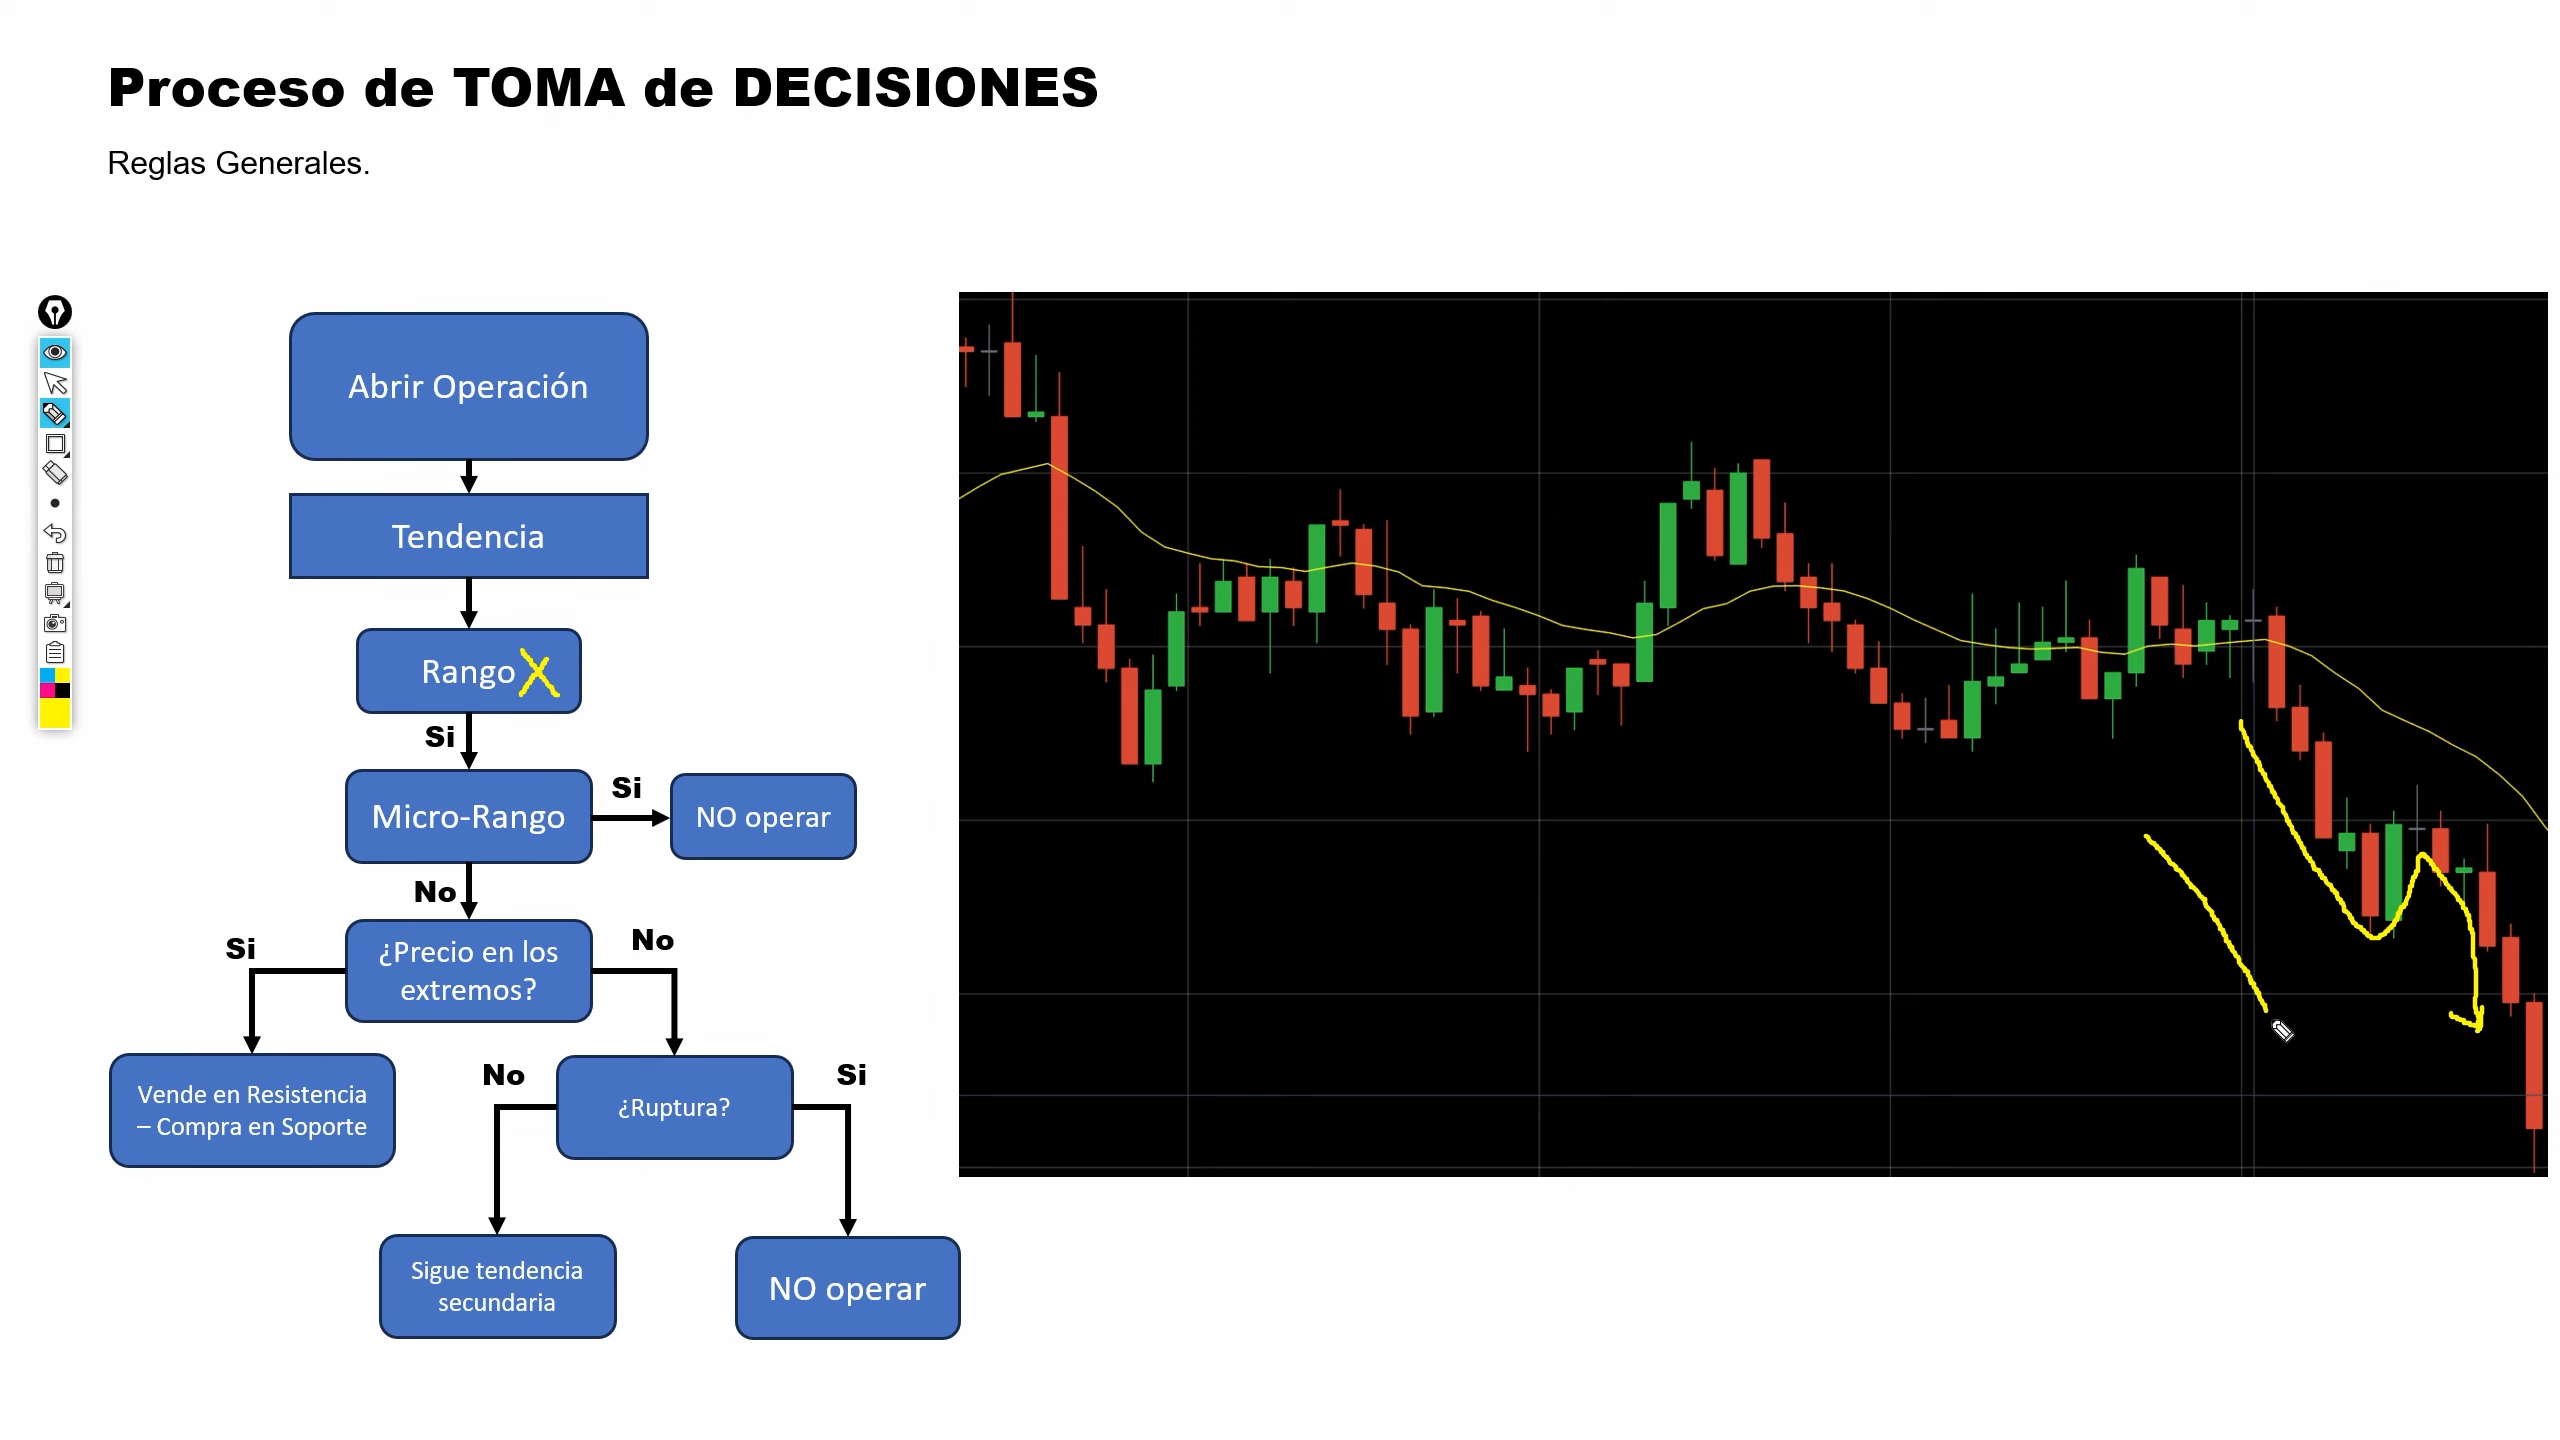 Proceso de TOMA de DECISIONES
Reglas Generales.
Abrir Operación
Tendencia
Rango
Si
Micro-Rango
Si
NO operar
No
¿Precio en los
extremos?
Si
No
Vende en Resistencia
– Compra en Soporte
¿Ruptura?
No
Si
Sigue tendencia
secundaria
NO operar